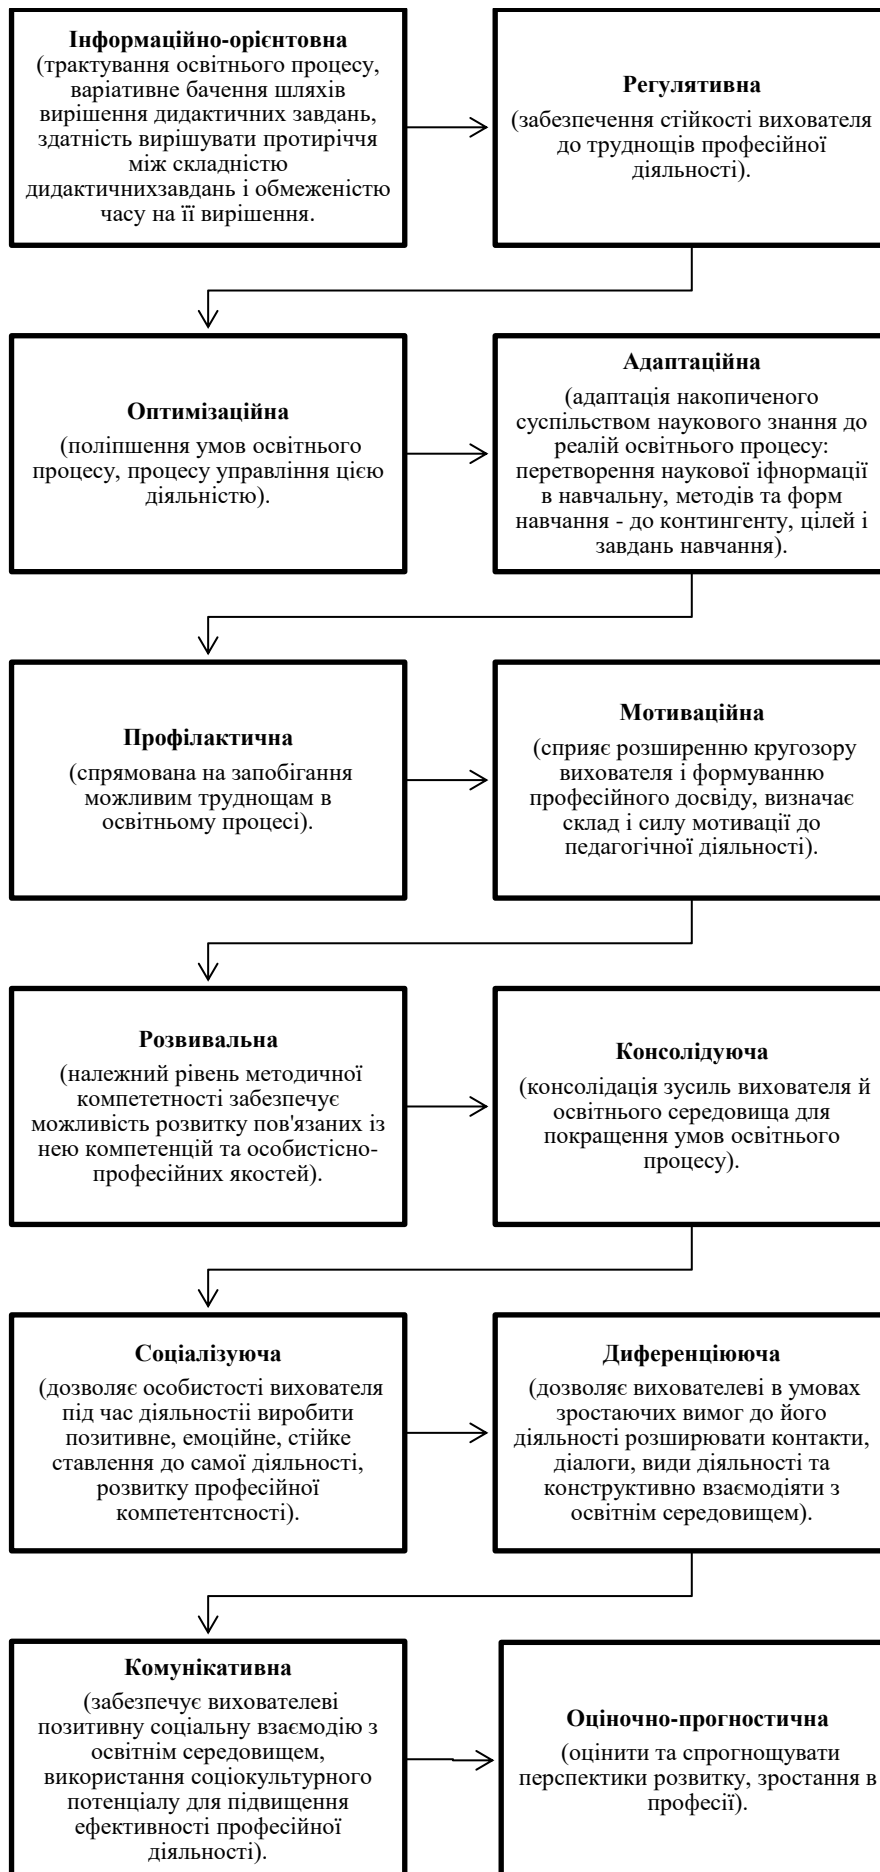 Інформаційно-орієнтовна
(трактування освітнього процесу,
варіативне бачення шляхів
вирішення дидактичних завдань,
здатність вирішувати протиріччя
між складністю
дидактичнихзавдань і обмеженістю
часу на її вирішення.
Регулятивна
(забезпечення стійкості вихователя
до труднощів професійної
діяльності).
Оптимізаційна
(поліпшення умов освітнього
процесу, процесу управління цією
діяльністю).
Адаптаційна
(адаптація накопиченого
суспільством наукового знання до
реалій освітнього процесу:
перетворення наукової іфнормації
в навчальну, методів та форм
навчання - до контингенту, цілей і
завдань навчання).
Профілактична
(спрямована на запобігання
можливим труднощам в
освітньому процесі).
Мотиваційна
(сприяє розширенню кругозору
вихователя і формуванню
професійного досвіду, визначає
склад і силу мотивації до
педагогічної діяльності).
Розвивальна
(належний рівень методичної
компететності забезпечує
можливість розвитку пов'язаних із
нею компетенцій та особистісно-
професійних якостей).
Консолідуюча
(консолідація зусиль вихователя й
освітнього середовища для
покращення умов освітнього
процесу).
Соціалізуюча
(дозволяє особистості вихователя
під час діяльностіі виробити
позитивне, емоційне, стійке
ставлення до самої діяльності,
розвитку професійної
компетентсності).
Диференціююча
(дозволяє вихователеві в умовах
зростаючих вимог до його
діяльності розширювати контакти,
діалоги, види діяльності та
конструктивно взаємодіяти з
освітнім середовищем).
Комунікативна
(забезпечує вихователеві
позитивну соціальну взаємодію з
освітнім середовищем,
використання соціокультурного
потенціалу для підвищення
ефективності професійної
діяльності).
Оціночно-прогностична
(оцінити та спрогнощувати
перспективи розвитку, зростання в
професії).